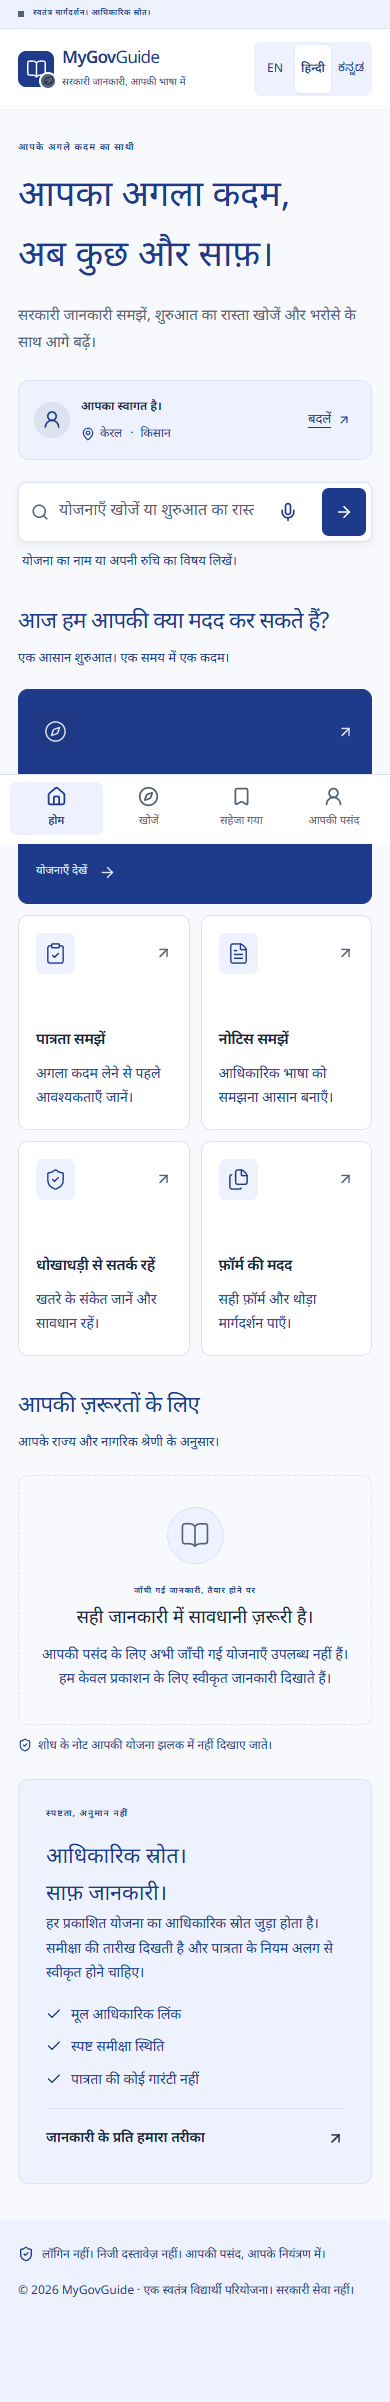 स्वतंत्र मार्गदर्शन। आधिकारिक स्रोत।
MyGovGuide
सरकारी जानकारी, आपकी भाषा में
EN
हिन्दी
ಕನ್ನಡ
आपके अगले कदम का साथी
आपका अगला कदम,
अब कुछ और साफ़।
सरकारी जानकारी समझें, शुरुआत का रास्ता खोजें और भरोसे के
साथ आगे बढ़ें।
आपका स्वागत है।
केरल · किसान
बदलें
योजनाएँ खोजें या शुरुआत का रास्त
योजना का नाम या अपनी रुचि का विषय लिखें।
आज हम आपकी क्या मदद कर सकते हैं?
एक आसान शुरुआत। एक समय में एक कदम।
होम
खोजें
सहेजा गया
आपकी पसंद
योजनाएँ देखें
पात्रता समझें
अगला कदम लेने से पहले
आवश्यकताएँ जानें।
नोटिस समझें
आधिकारिक भाषा को
समझना आसान बनाएँ।
धोखाधड़ी से सतर्क रहें
खतरे के संकेत जानें और
सावधान रहें।
फ़ॉर्म की मदद
सही फ़ॉर्म और थोड़ा
मार्गदर्शन पाएँ।
आपकी ज़रूरतों के लिए
आपके राज्य और नागरिक श्रेणी के अनुसार।
जाँची गई जानकारी, तैयार होने पर
सही जानकारी में सावधानी ज़रूरी है।
आपकी पसंद के लिए अभी जाँची गई योजनाएँ उपलब्ध नहीं हैं।
हम केवल प्रकाशन के लिए स्वीकृत जानकारी दिखाते हैं।
शोध के नोट आपकी योजना झलक में नहीं दिखाए जाते।
स्पष्टता, अनुमान नहीं
आधिकारिक स्रोत।
साफ़ जानकारी।
हर प्रकाशित योजना का आधिकारिक स्रोत जुड़ा होता है।
समीक्षा की तारीख दिखती है और पात्रता के नियम अलग से
स्वीकृत होने चाहिए।
मूल आधिकारिक लिंक
स्पष्ट समीक्षा स्थिति
पात्रता की कोई गारंटी नहीं
जानकारी के प्रति हमारा तरीका
लॉगिन नहीं। निजी दस्तावेज़ नहीं। आपकी पसंद, आपके नियंत्रण में।
© 2026 MyGovGuide · एक स्वतंत्र विद्यार्थी परियोजना। सरकारी सेवा नहीं।